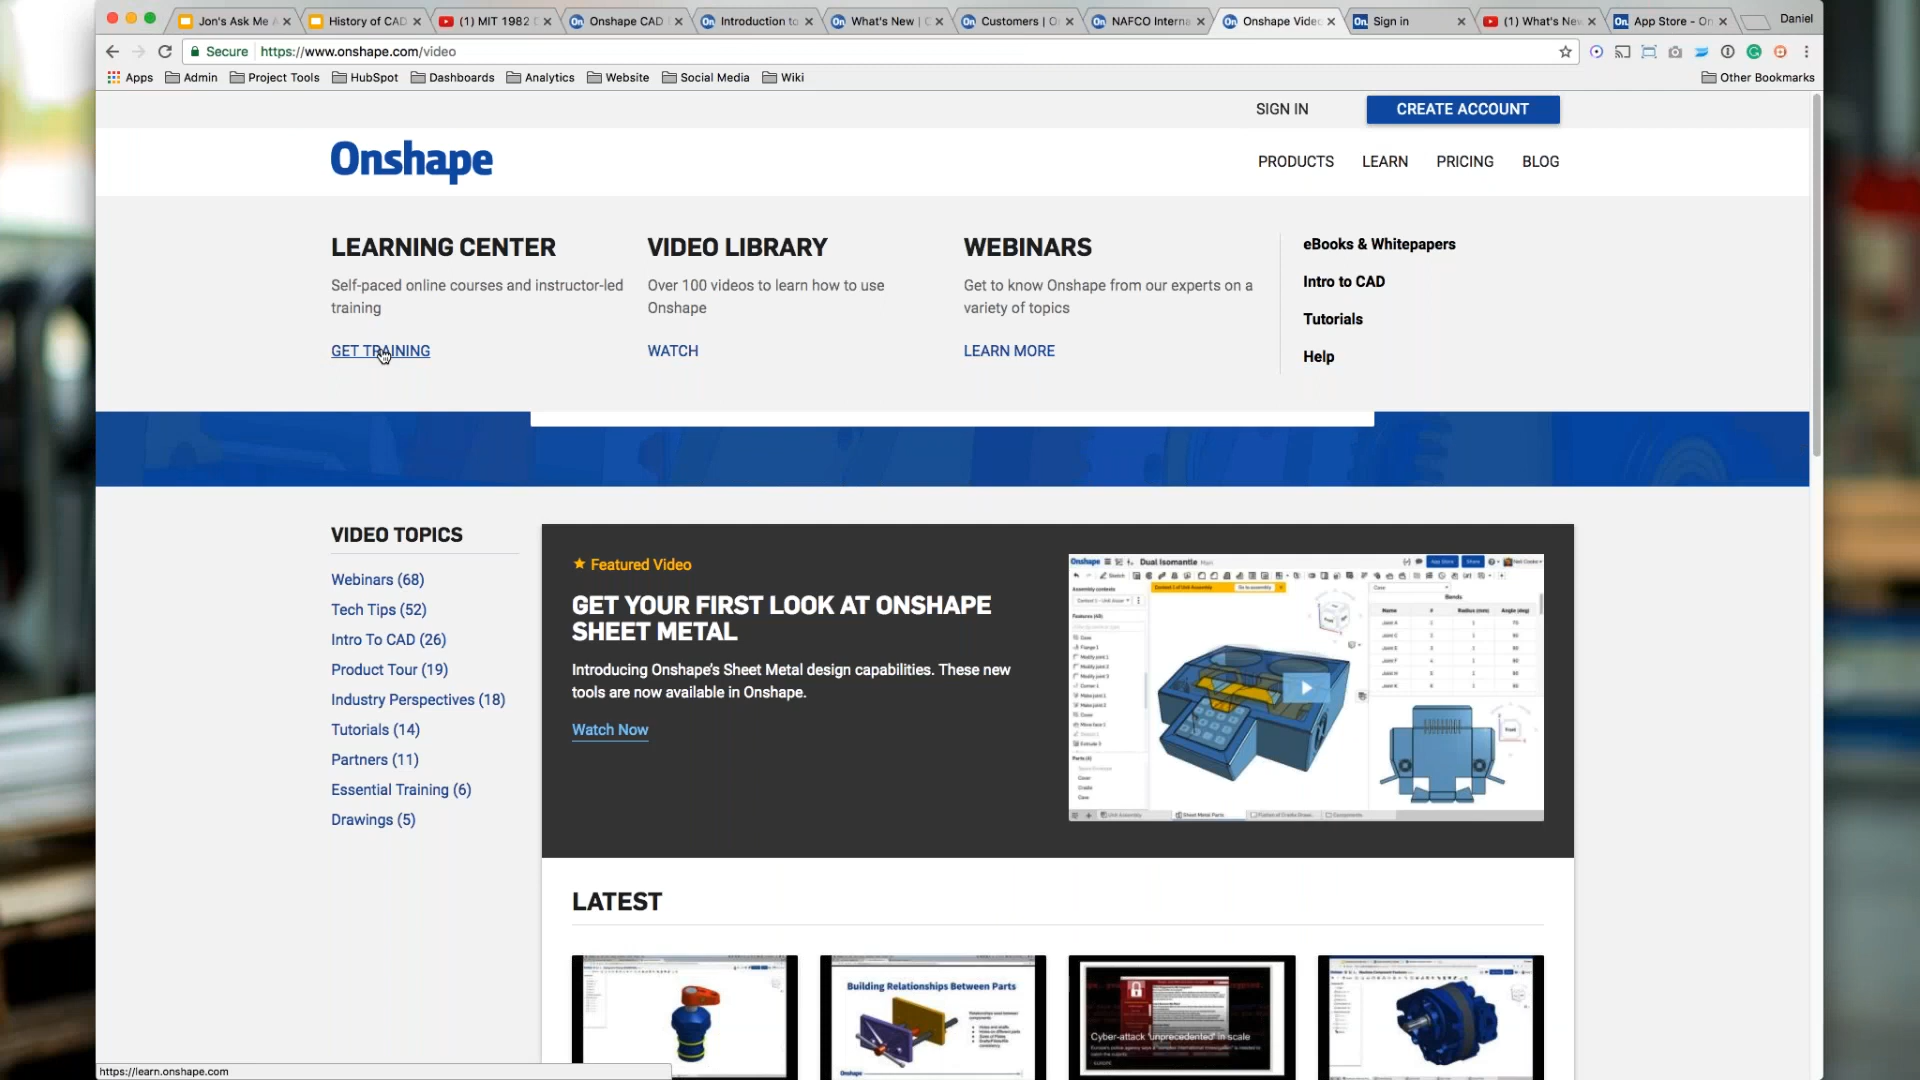 Jon's Ask Me
History of CAD
(1) MIT 1982
Onshape CAD
Introduction to
What's New |
Customers | O
NAFCO Interna
Onshape Video
Sign in
(1) What's New
App Store - On
Daniel
Secure https://www.onshape.com/video
Apps Admin Project Tools HubSpot Dashboards Analytics Website Social Media Wiki Other Bookmarks
SIGN IN CREATE ACCOUNT
Onshape
PRODUCTS LEARN PRICING BLOG
LEARNING CENTER
Self-paced online courses and instructor-led
training
GET TRAINING
VIDEO LIBRARY
Over 100 videos to learn how to use
Onshape
WATCH
WEBINARS
Get to know Onshape from our experts on a
variety of topics
LEARN MORE
eBooks & Whitepapers
Intro to CAD
Tutorials
Help
VIDEO TOPICS
Webinars (68)
Tech Tips (52)
Intro To CAD (26)
Product Tour (19)
Industry Perspectives (18)
Tutorials (14)
Partners (11)
Essential Training (6)
Drawings (5)
Featured Video
GET YOUR FIRST LOOK AT ONSHAPE
SHEET METAL
Introducing Onshape's Sheet Metal design capabilities. These new
tools are now available in Onshape.
Watch Now
Onshape
Dual Isomantle
LATEST
Building Relationships Between Parts
Onshape
Cyber-attack 'unprecedented' in scale
https://learn.onshape.com